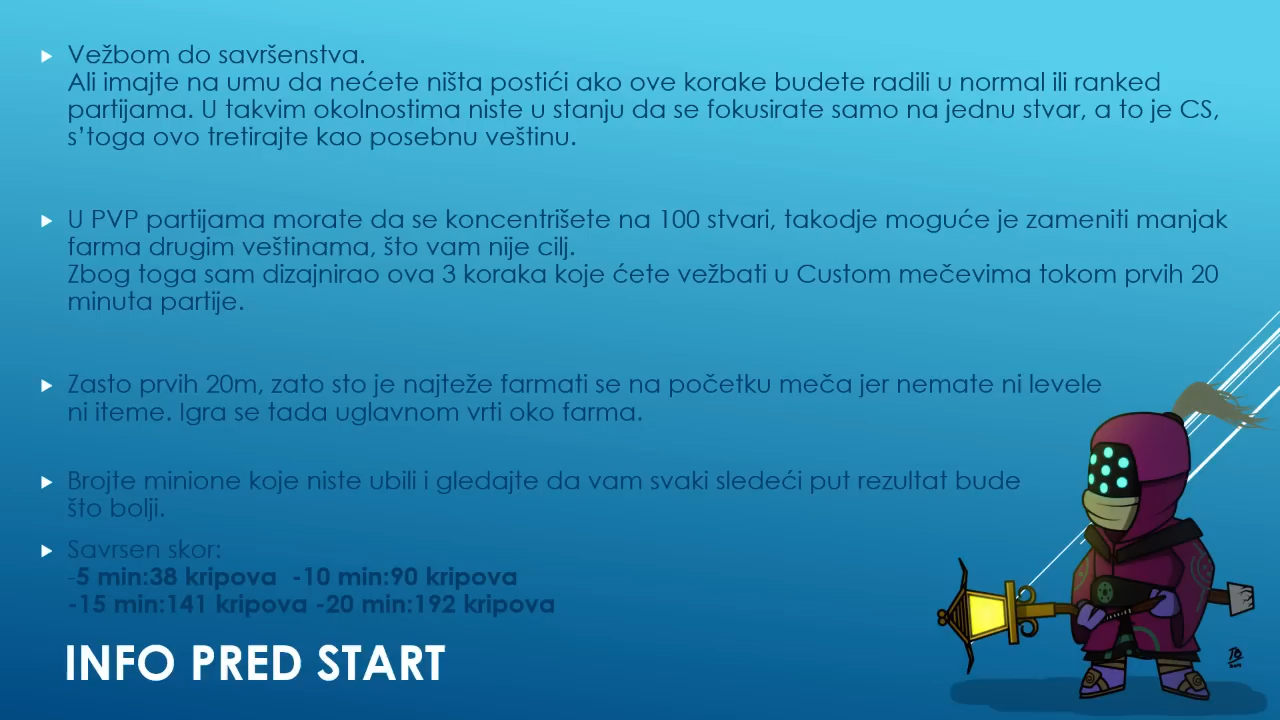 Vežbom do savršenstva.
Ali imajte na umu da nećete ništa postići ako ove korake budete radili u normal ili ranked
partijama. U takvim okolnostima niste u stanju da se fokusirate samo na jednu stvar, a to je CS,
s’toga ovo tretirajte kao posebnu veštinu.
U PVP partijama morate da se koncentrišete na 100 stvari, takodje moguće je zameniti manjak
farma drugim veštinama, što vam nije cilj.
Zbog toga sam dizajnirao ova 3 koraka koje ćete vežbati u Custom mečevima tokom prvih 20
minuta partije.
Zasto prvih 20m, zato sto je najteže farmati se na početku meča jer nemate ni levele
ni iteme. Igra se tada uglavnom vrti oko farma.
Brojte minione koje niste ubili i gledajte da vam svaki sledeći put rezultat bude
što bolji.
Savrsen skor:
-5 min:38 kripova  -10 min:90 kripova
-15 min:141 kripova -20 min:192 kripova
INFO PRED START